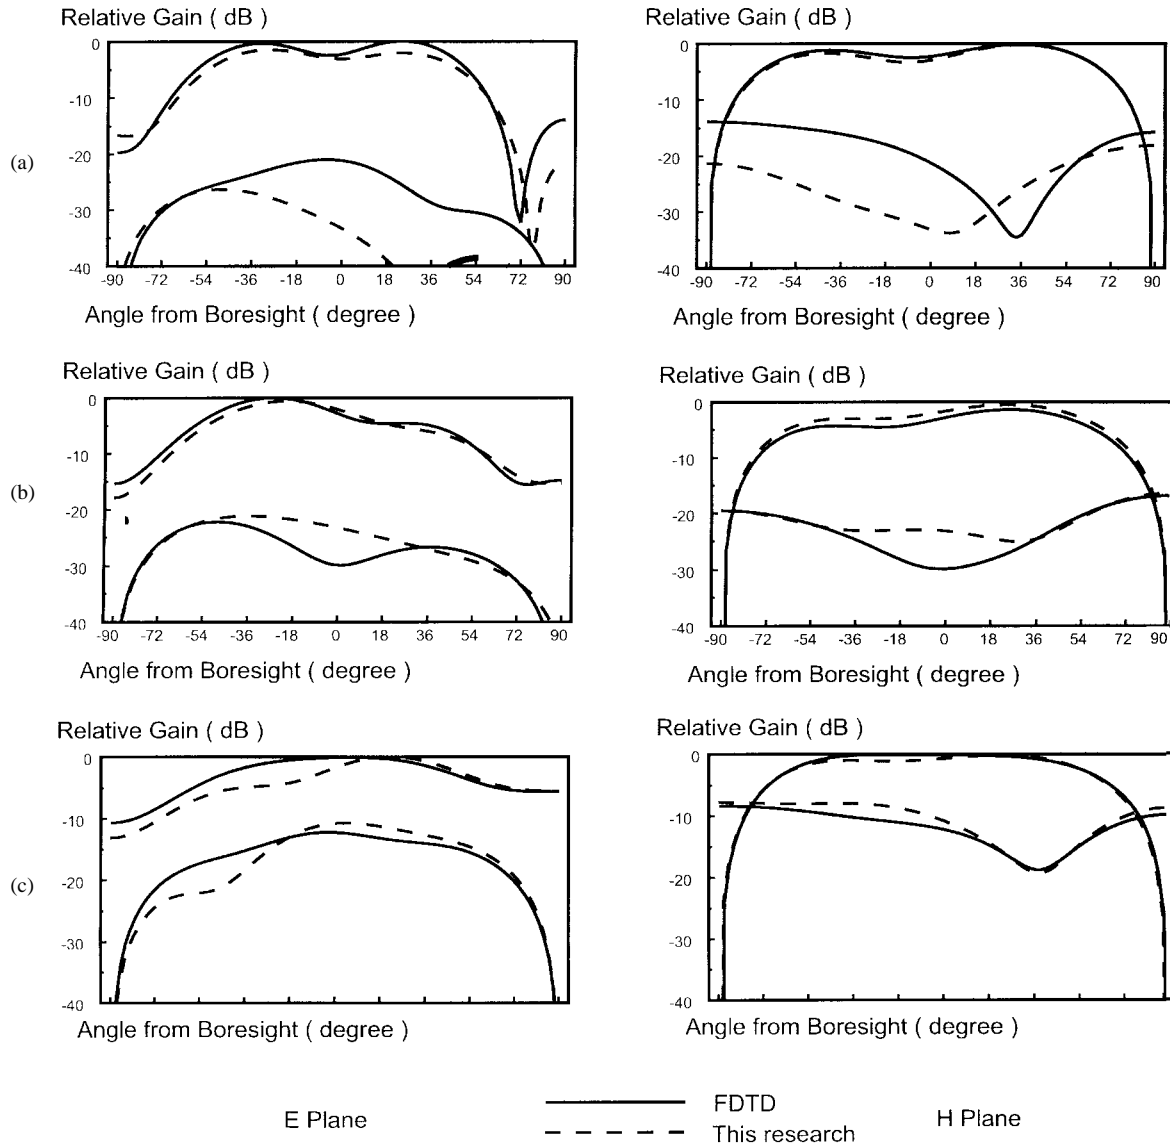 Relative Gain ( dB )
0
-10
-20
-30
-40
-90 -72 -54 -36 -18 0 18 36 54 72 90
Angle from Boresight ( degree )
Relative Gain ( dB )
0
-10
-20
-30
-40
-90 -72 -54 -36 -18 0 18 36 54 72 90
Angle from Boresight ( degree )
(a)
Relative Gain ( dB )
0
-10
-20
-30
-40
-90 -72 -54 -36 -18 0 18 36 54 72 90
Angle from Boresight ( degree )
Relative Gain ( dB )
0
-10
-20
-30
-40
-90 -72 -54 -36 -18 0 18 36 54 72 90
Angle from Boresight ( degree )
(b)
Relative Gain ( dB )
0
-10
-20
-30
-40
Angle from Boresight ( degree )
Relative Gain ( dB )
0
-10
-20
-30
-40
Angle from Boresight ( degree )
(c)
E Plane
FDTD
This research
H Plane